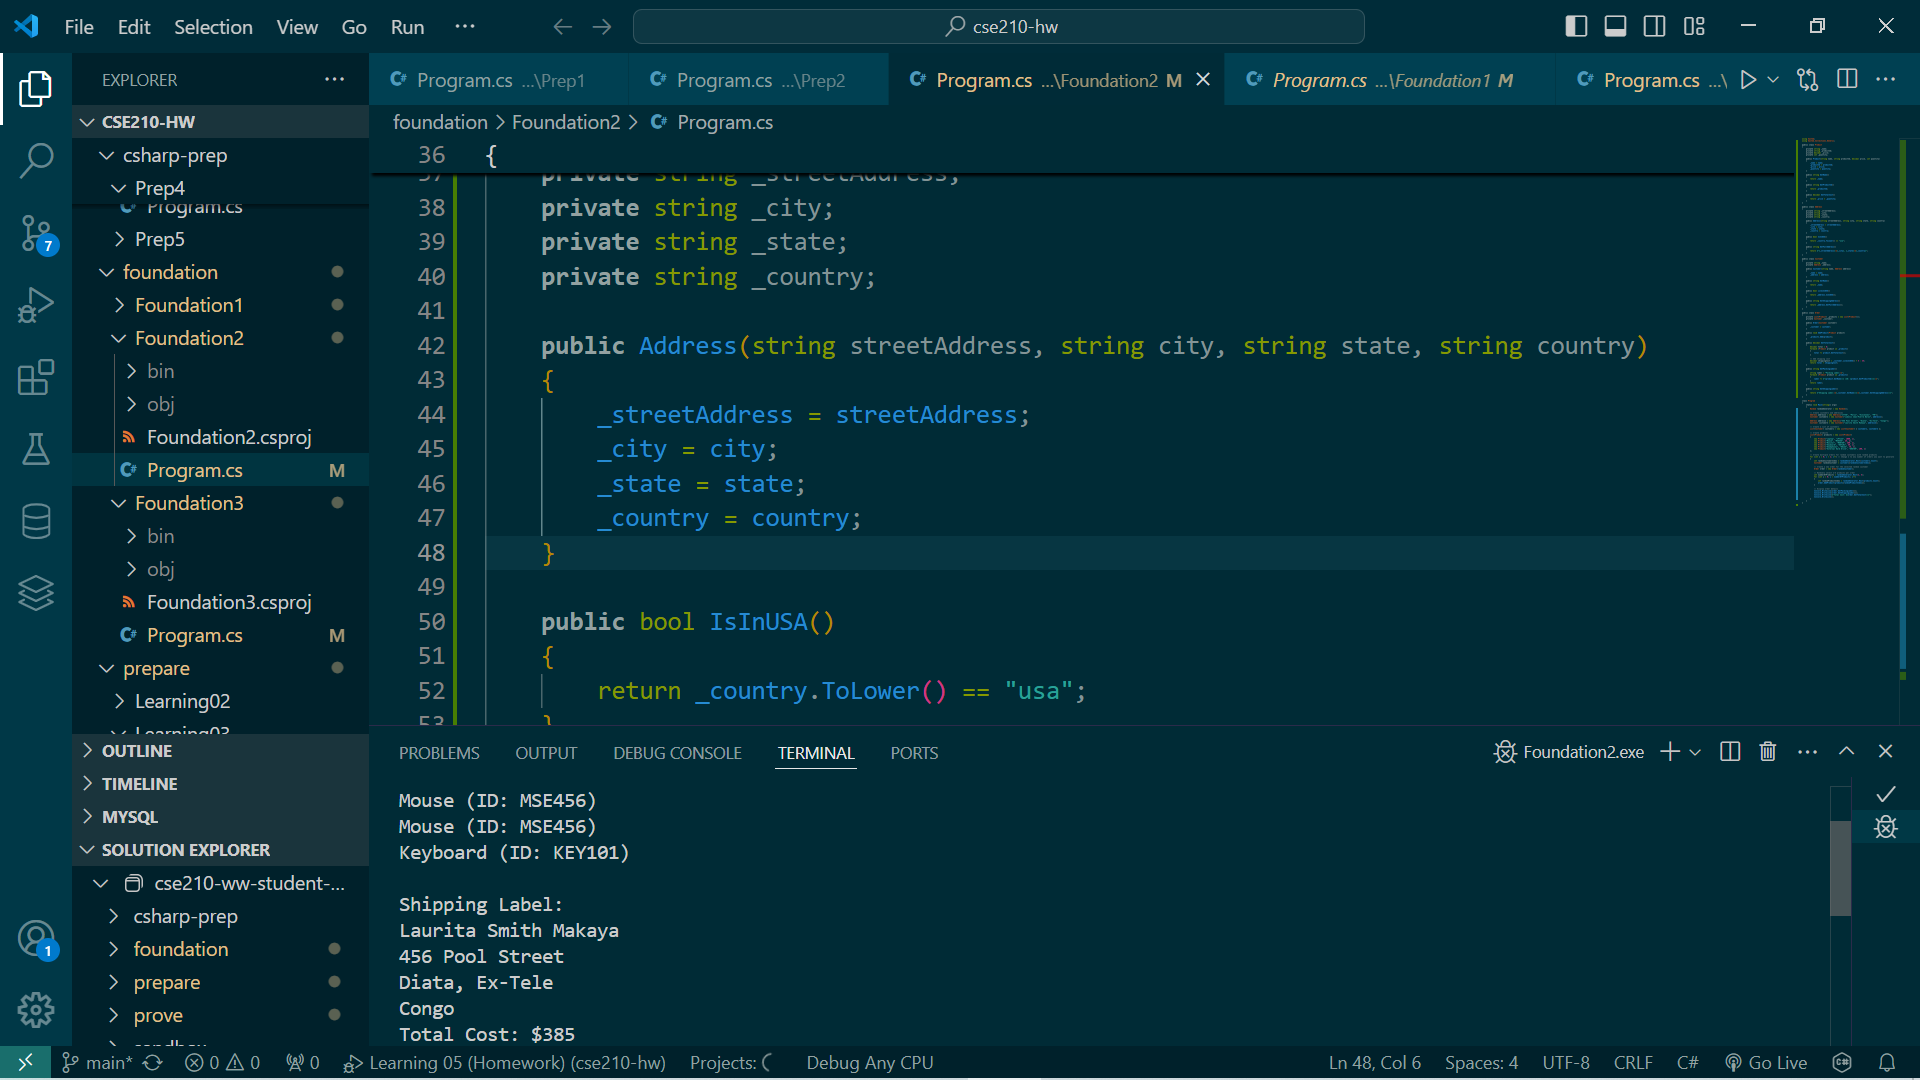 File Edit Selection View Go Run ...
cse210-hw
EXPLORER
Program.cs ...\Prep1
Program.cs ...\Prep2
Program.cs ...\Foundation2 M
Program.cs ...\Foundation1 M
Program.cs ...\
CSE210-HW
csharp-prep
Prep4
Program.cs
Prep5
foundation
Foundation1
Foundation2
bin
obj
Foundation2.csproj
Program.cs M
Foundation3
bin
obj
Foundation3.csproj
Program.cs M
prepare
Learning02
Learning03
OUTLINE
TIMELINE
MYSQL
SOLUTION EXPLORER
cse210-ww-student-...
csharp-prep
foundation
prepare
prove
sandbox
7
1
foundation > Foundation2 > Program.cs
36 {
37 private string _streetAddress;
38 private string _city;
39 private string _state;
40 private string _country;
41
42 public Address(string streetAddress, string city, string state, string country)
43 {
44 _streetAddress = streetAddress;
45 _city = city;
46 _state = state;
47 _country = country;
48 }
49
50 public bool IsInUSA()
51 {
52 return _country.ToLower() == "usa";
53 }
PROBLEMS OUTPUT DEBUG CONSOLE TERMINAL PORTS
Foundation2.exe
Mouse (ID: MSE456)
Mouse (ID: MSE456)
Keyboard (ID: KEY101)
Shipping Label:
Laurita Smith Makaya
456 Pool Street
Diata, Ex-Tele
Congo
Total Cost: $385
main* 0 0 0 Learning 05 (Homework) (cse210-hw) Projects: Debug Any CPU Ln 48, Col 6 Spaces: 4 UTF-8 CRLF C# Go Live